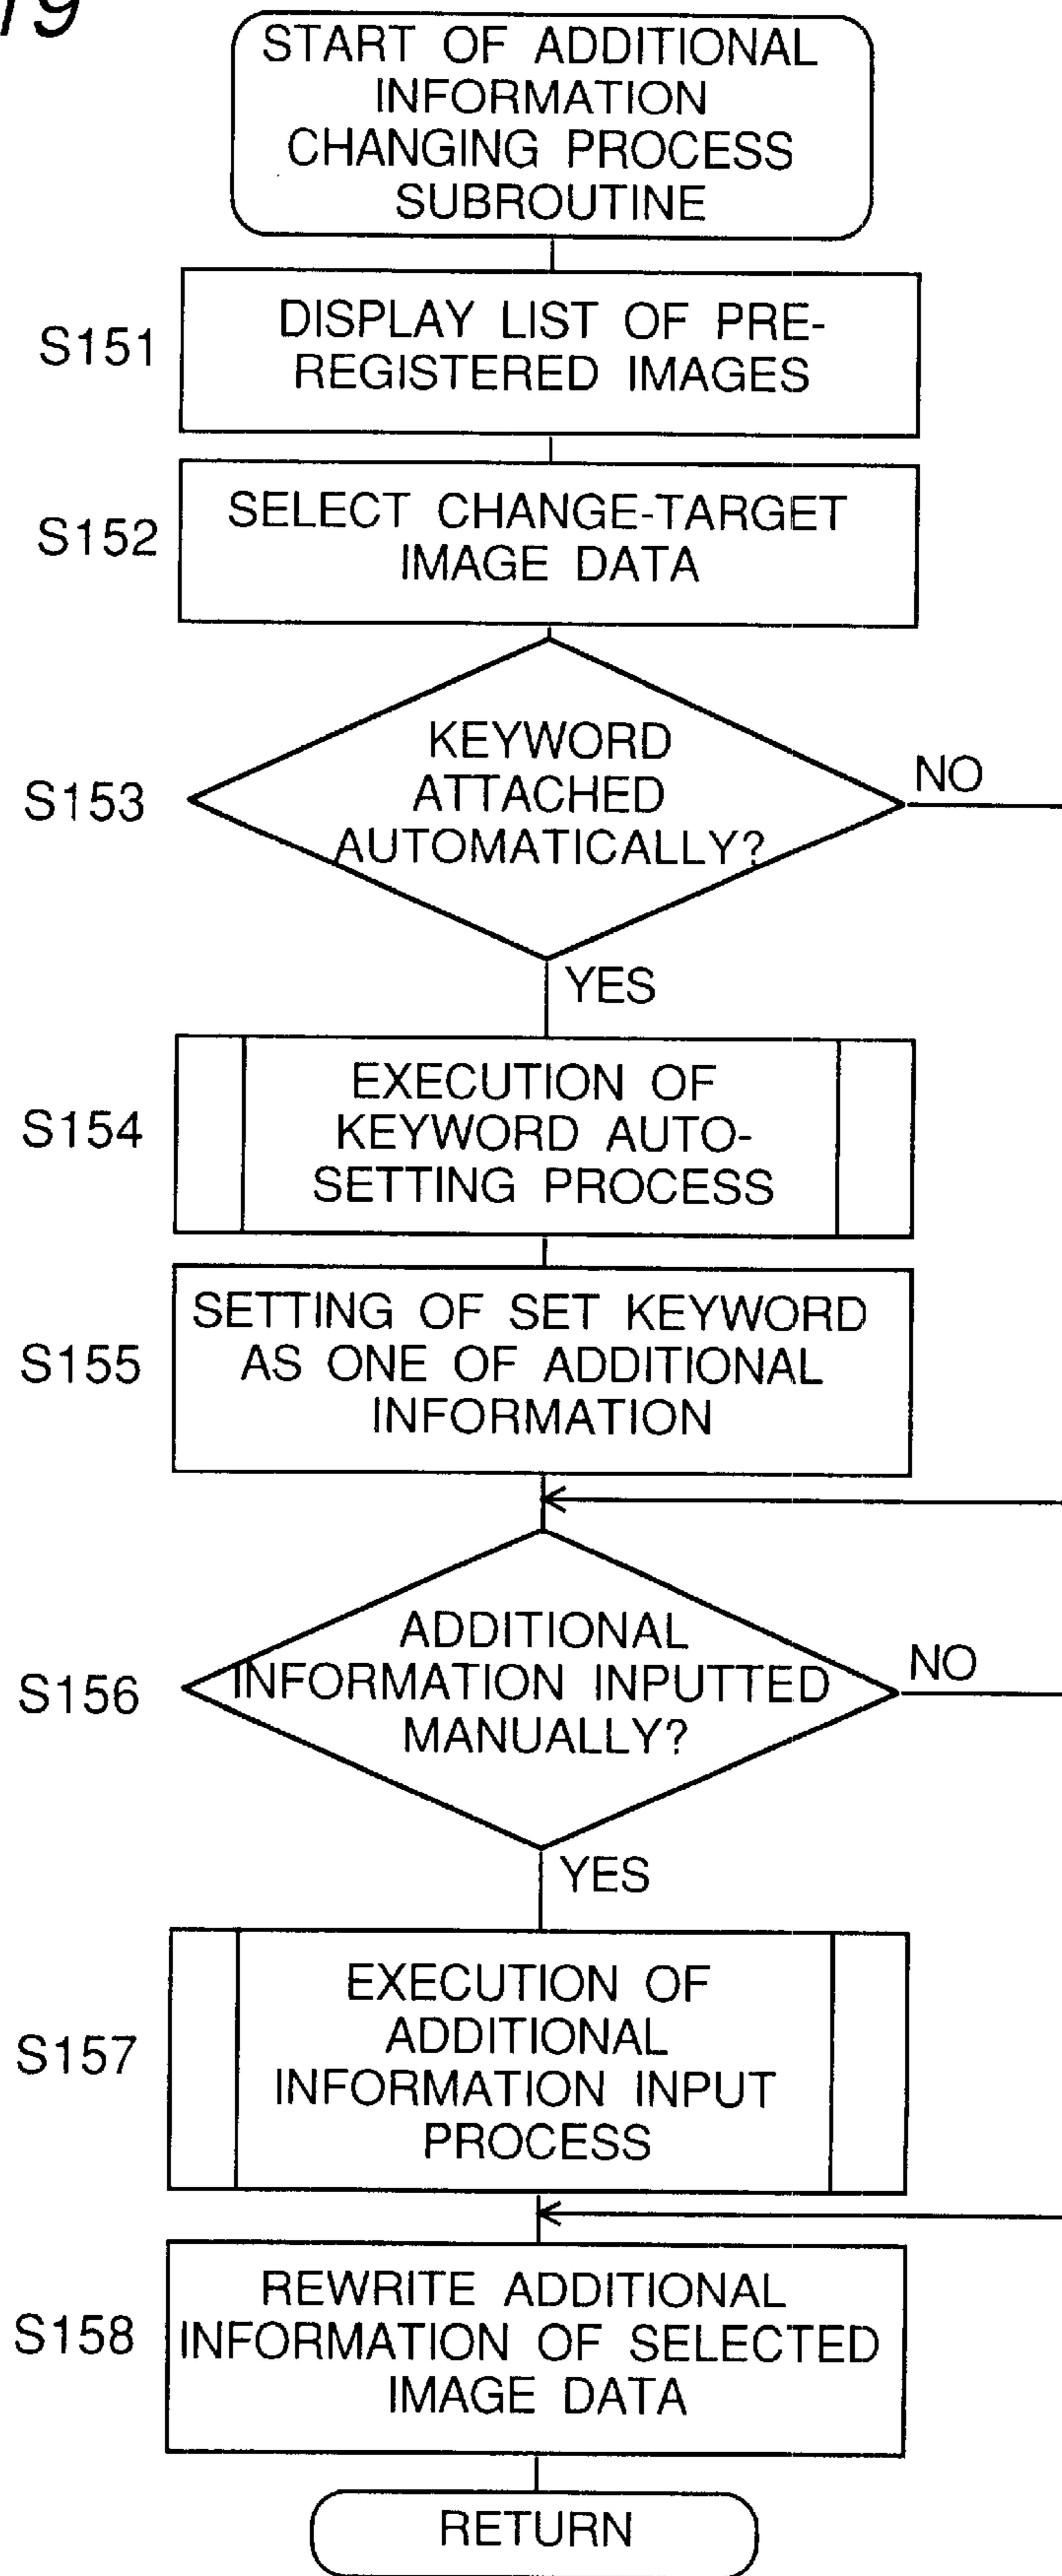 19
START OF ADDITIONAL
INFORMATION
CHANGING PROCESS
SUBROUTINE
S151
DISPLAY LIST OF PRE-
REGISTERED IMAGES
S152
SELECT CHANGE-TARGET
IMAGE DATA
S153
KEYWORD
ATTACHED
AUTOMATICALLY?
NO
YES
S154
EXECUTION OF
KEYWORD AUTO-
SETTING PROCESS
S155
SETTING OF SET KEYWORD
AS ONE OF ADDITIONAL
INFORMATION
S156
ADDITIONAL
INFORMATION INPUTTED
MANUALLY?
NO
YES
S157
EXECUTION OF
ADDITIONAL
INFORMATION INPUT
PROCESS
S158
REWRITE ADDITIONAL
INFORMATION OF SELECTED
IMAGE DATA
RETURN